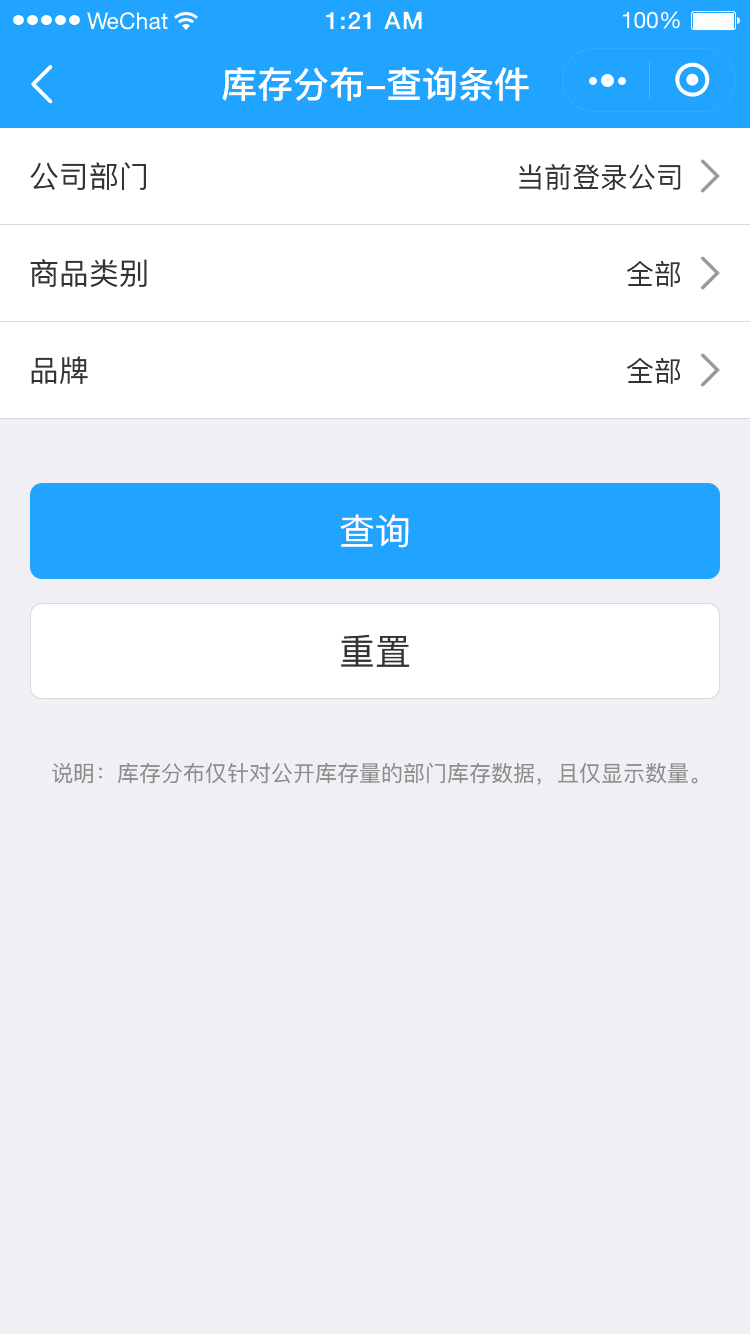 WeChat 1:21 AM 100%
库存分布-查询条件
公司部门 当前登录公司
商品类别 全部
品牌 全部
查询
重置
说明：库存分布仅针对公开库存量的部门库存数据，且仅显示数量。